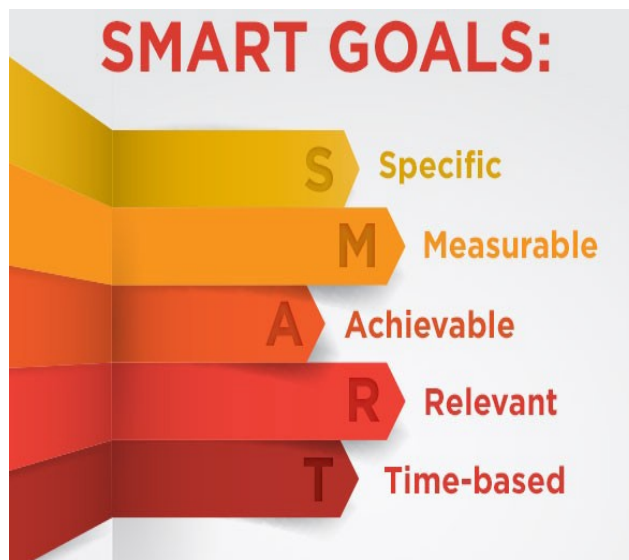 SMART GOALS:
S Specific
M Measurable
A Achievable
R Relevant
T Time-based